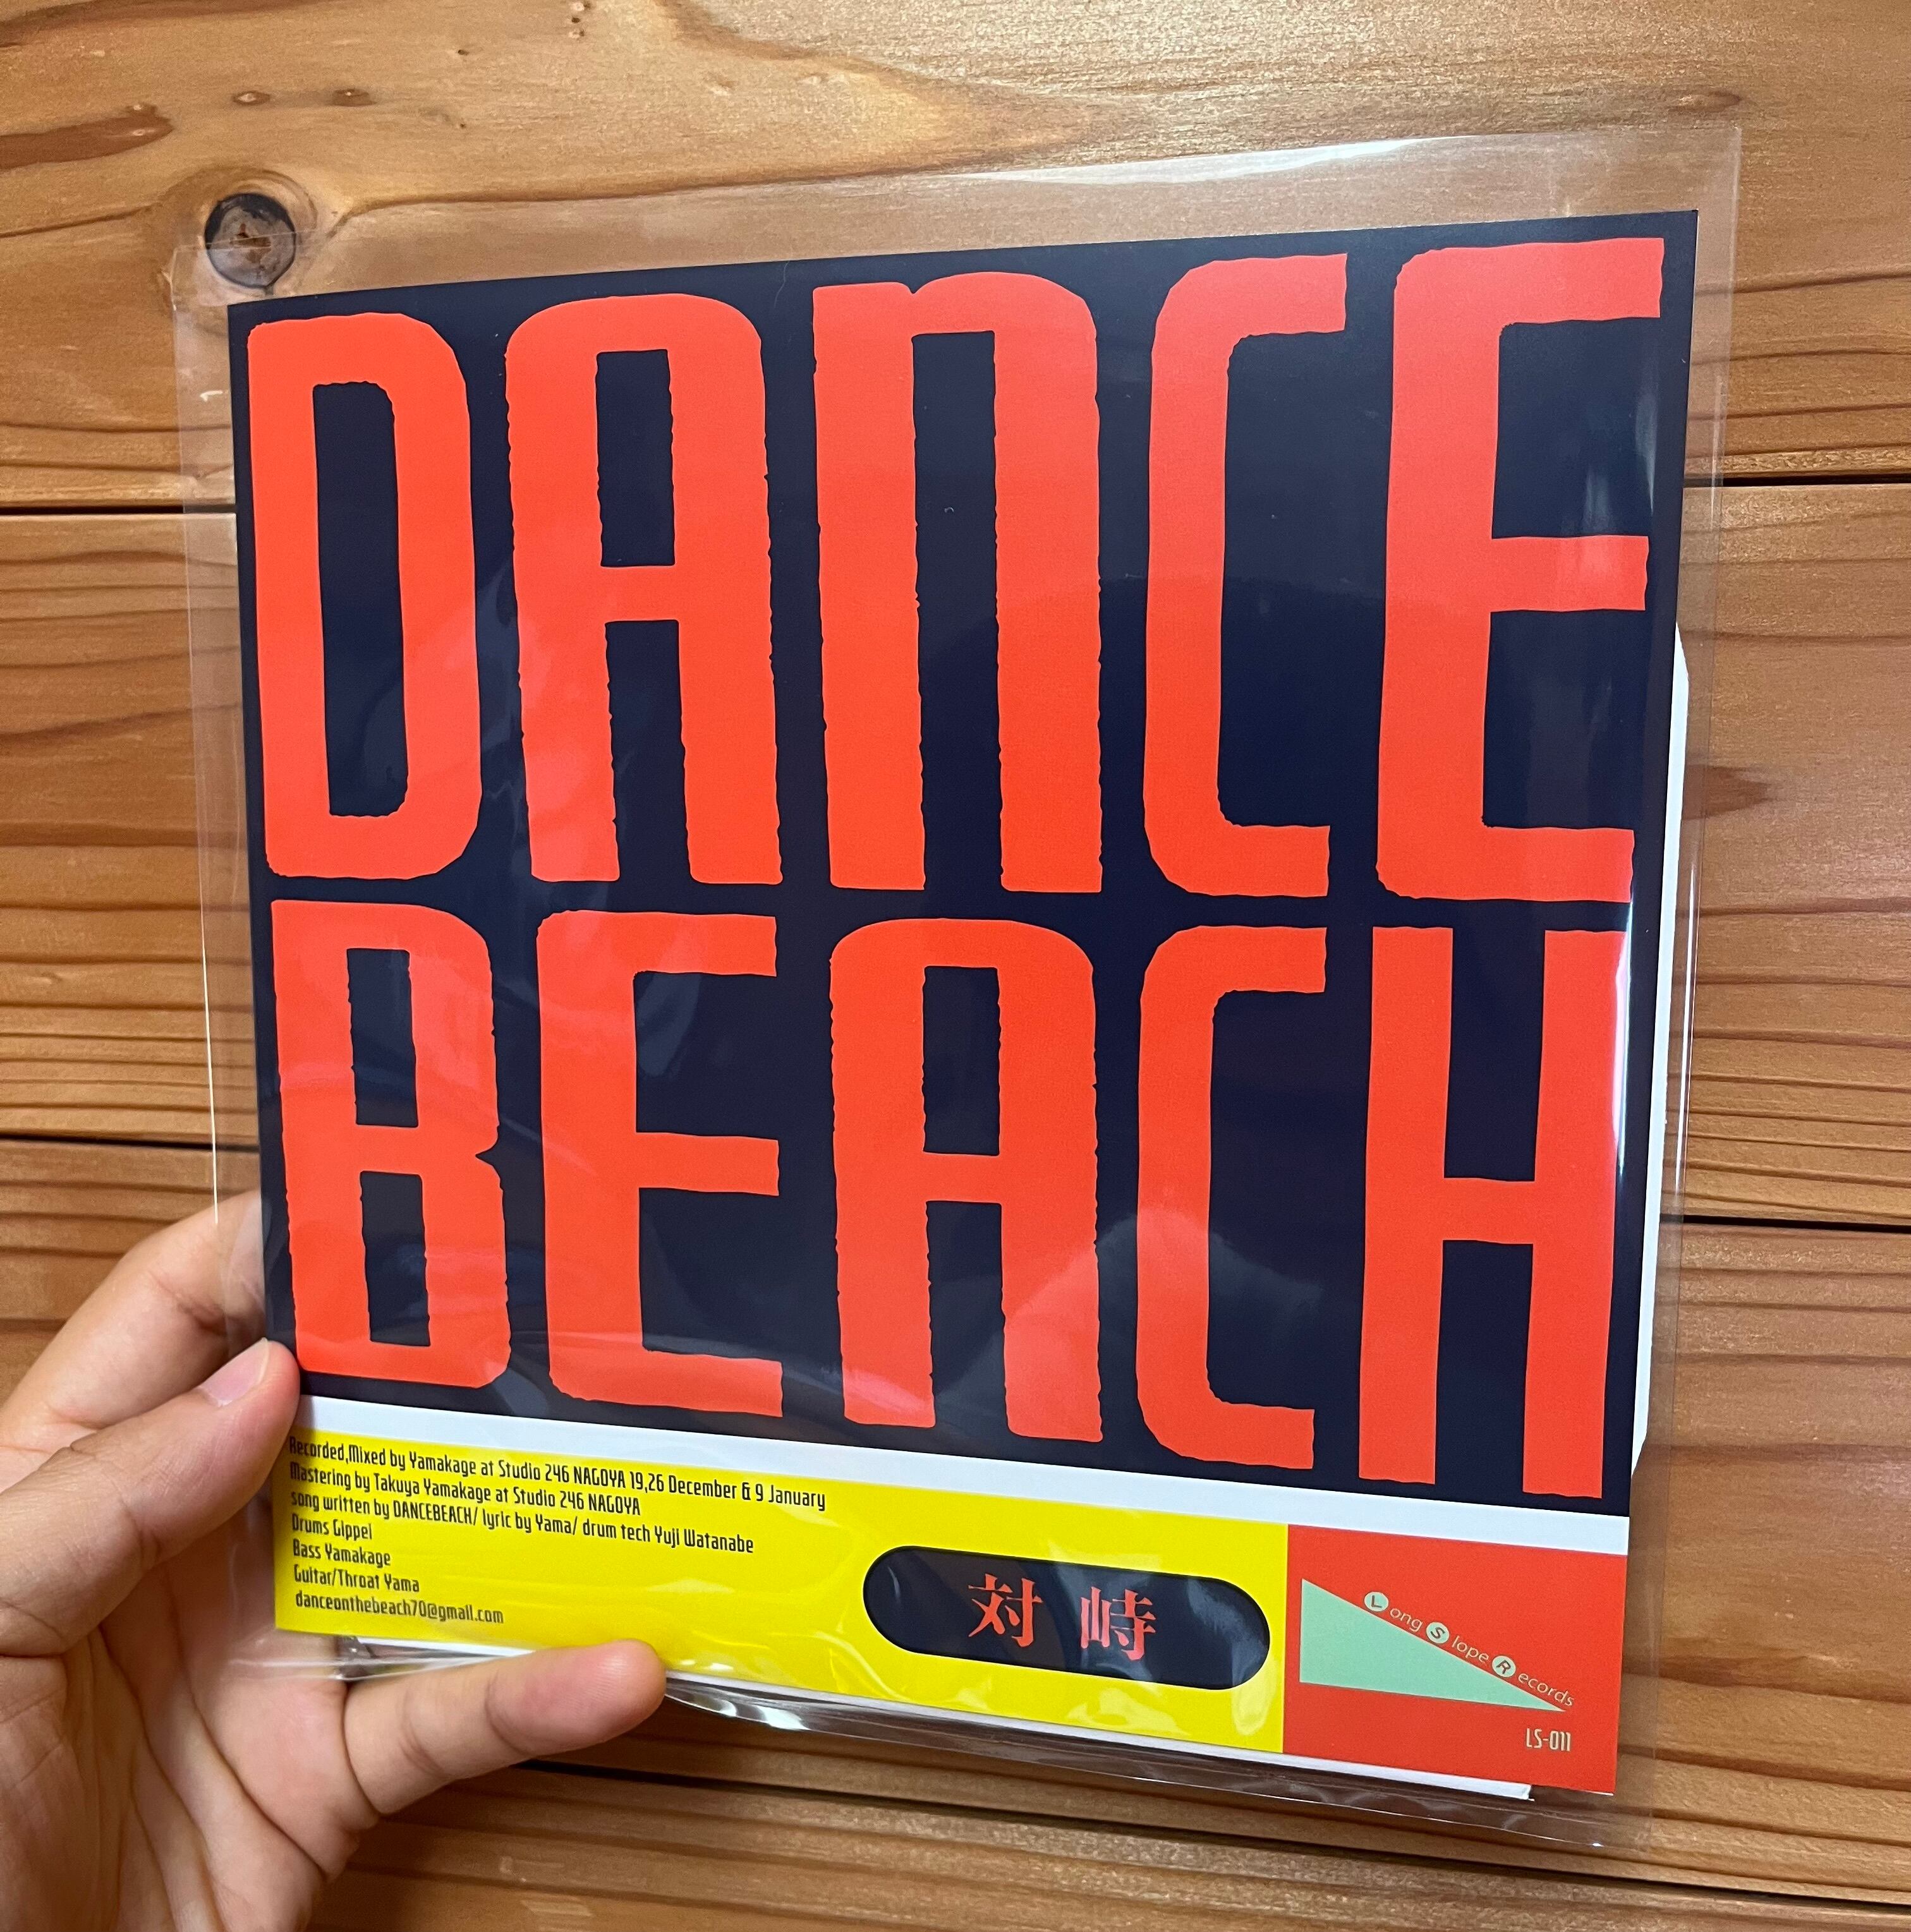 DANCE
BEACH
Recorded,Mixed by Yamakage at Studio 246 NAGOYA 19,26 December & 9 January
Mastering by Takuya Yamakage at Studio 246 NAGOYA
song written by DANCEBEACH/ lyric by Yama/ drum tech Yuji Watanabe
Drums Gippei
Bass Yamakage
Guitar/Throat Yama
danceonthebeach70@gmail.com
対峙
Long Slope Records
LS-011